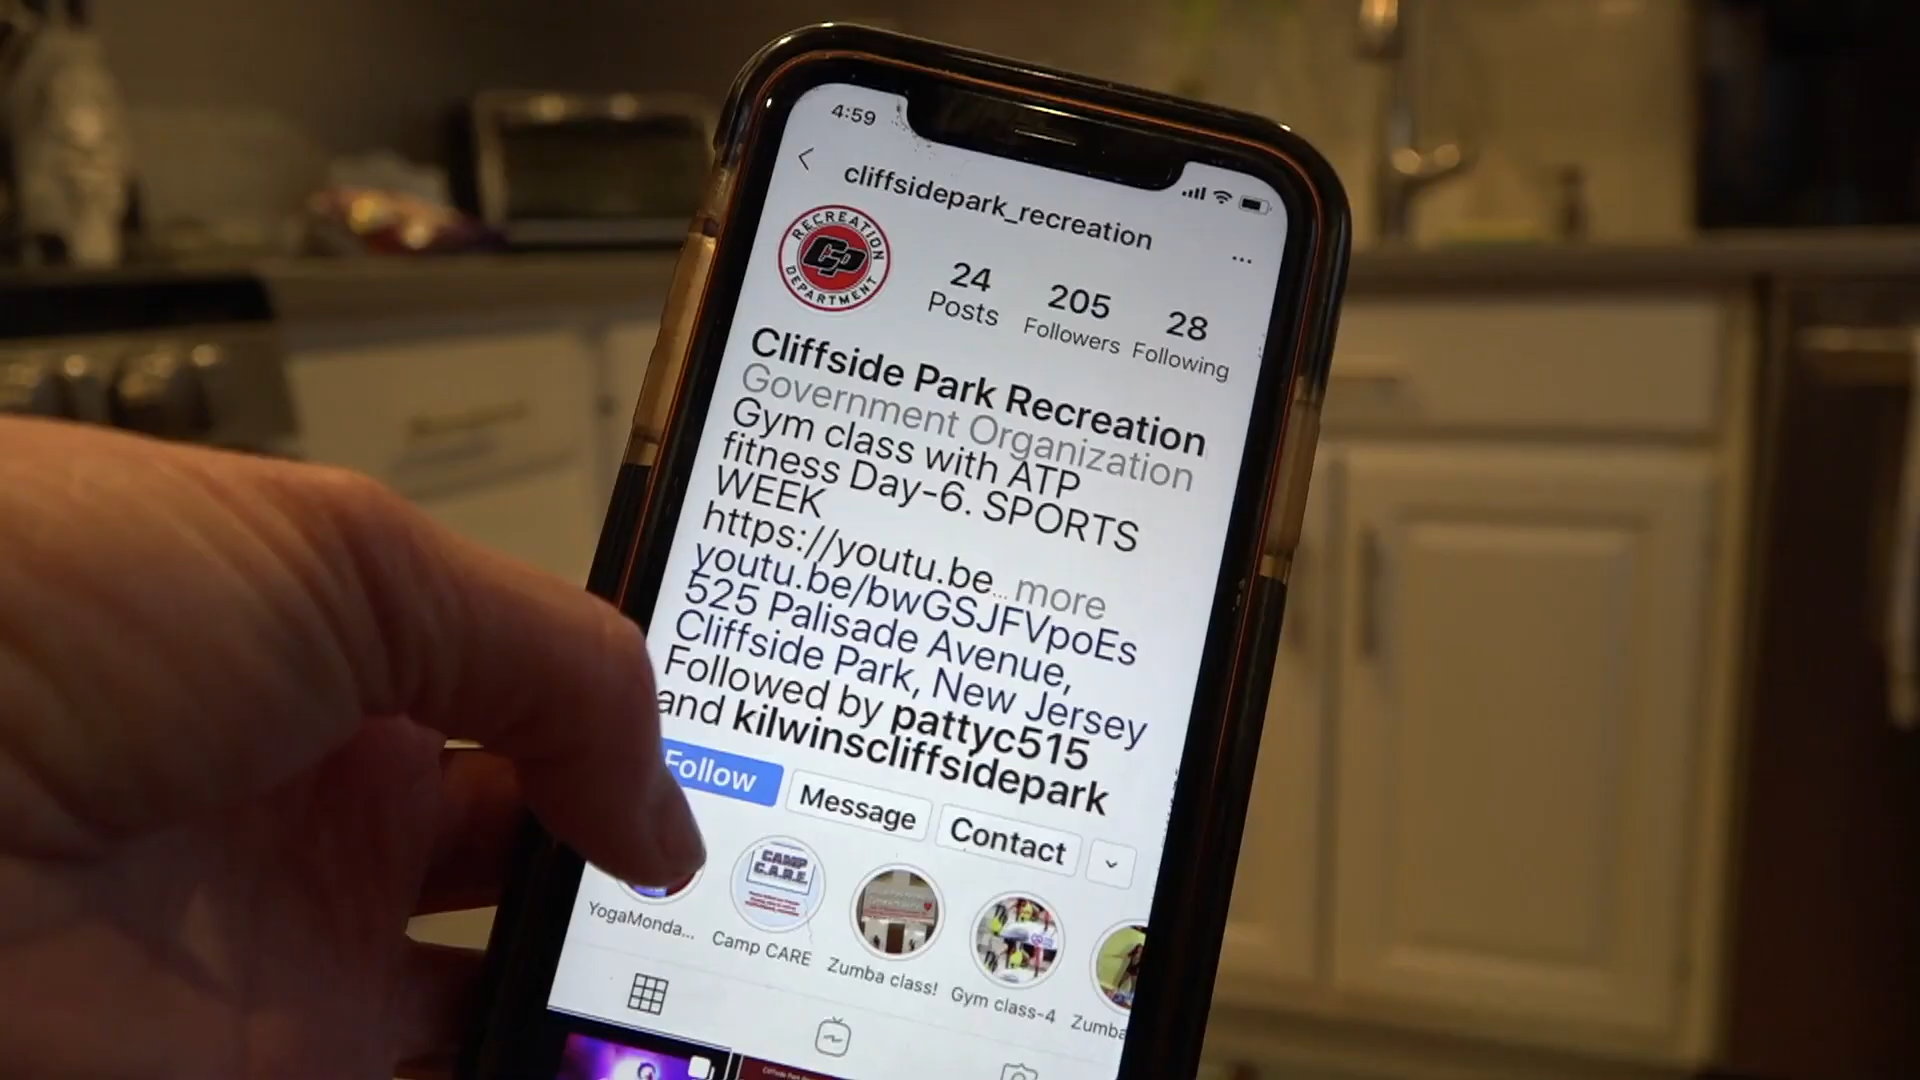 4:59
cliffsidepark_recreation
RECREATION
CP
DEPARTMENT
24
Posts
205
Followers
28
Following
Cliffside Park Recreation
Government Organization
Gym class with ATP
fitness Day-6. SPORTS
WEEK
https://youtu.be... more
youtu.be/bwGSJFVpoEs
525 Palisade Avenue,
Cliffside Park, New Jersey
Followed by pattyc515
and kilwinscliffsidepark
Follow
Message
Contact
CAMP
C.A.R.E.
YogaMonda...
Camp CARE
Zumba class!
Gym class-4
Zumba